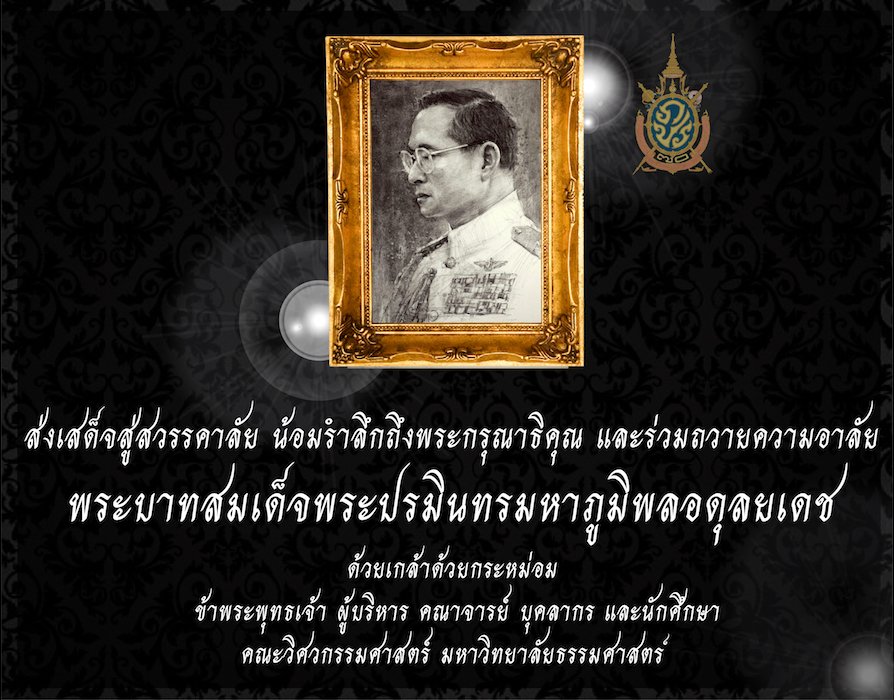 ส่งเสด็จสู่สวรรคาลัย น้อมรำลึกถึงพระกรุณาธิคุณ และร่วมถวายความอาลัย
พระบาทสมเด็จพระปรมินทรมหาภูมิพลอดุลยเดช
ด้วยเกล้าด้วยกระหม่อม
ข้าพระพุทธเจ้า ผู้บริหาร คณาจารย์ บุคลากร และนักศึกษา
คณะวิศวกรรมศาสตร์ มหาวิทยาลัยธรรมศาสตร์